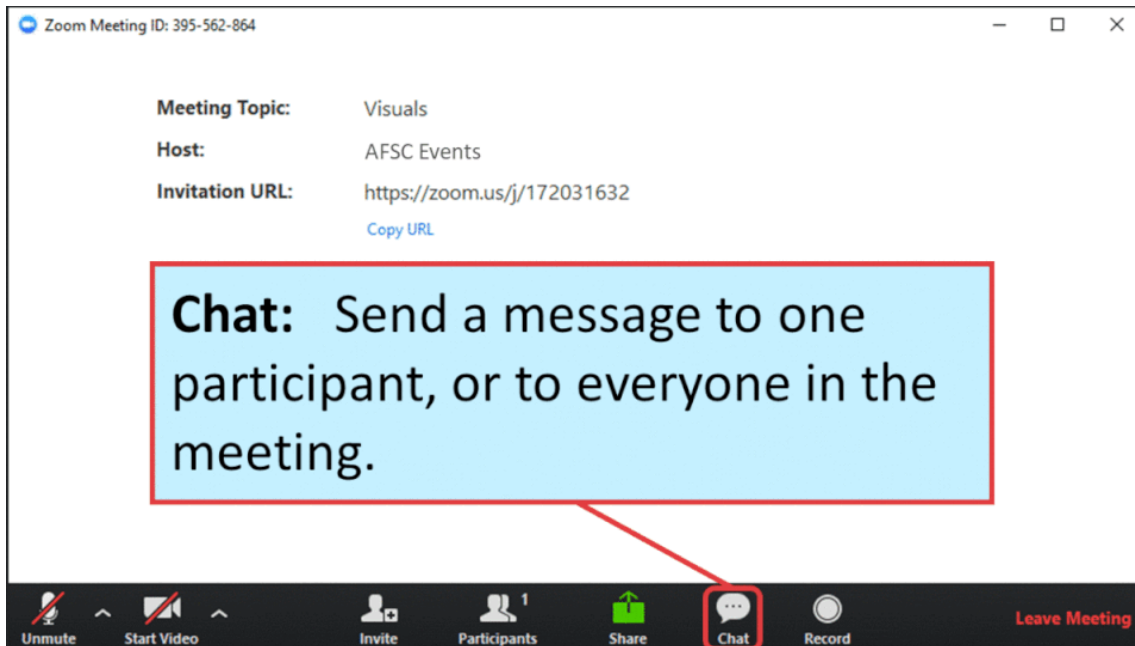 Zoom Meeting ID: 395-562-864
Meeting Topic: Visuals
Host: AFSC Events
Invitation URL: https://zoom.us/j/172031632
Copy URL
Chat: Send a message to one
participant, or to everyone in the
meeting.
1
Unmute Start Video Invite Participants Share Chat Record Leave Meeting